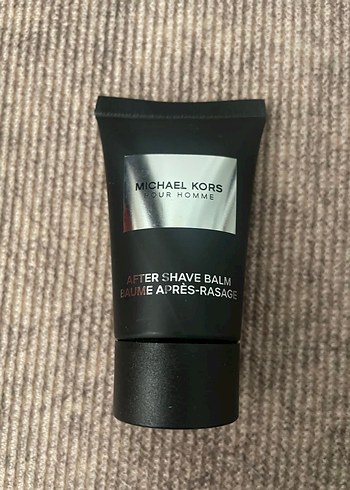 MICHAEL KORS
POUR HOMME
AFTER SHAVE BALM
BAUME APRÈS-RASAGE